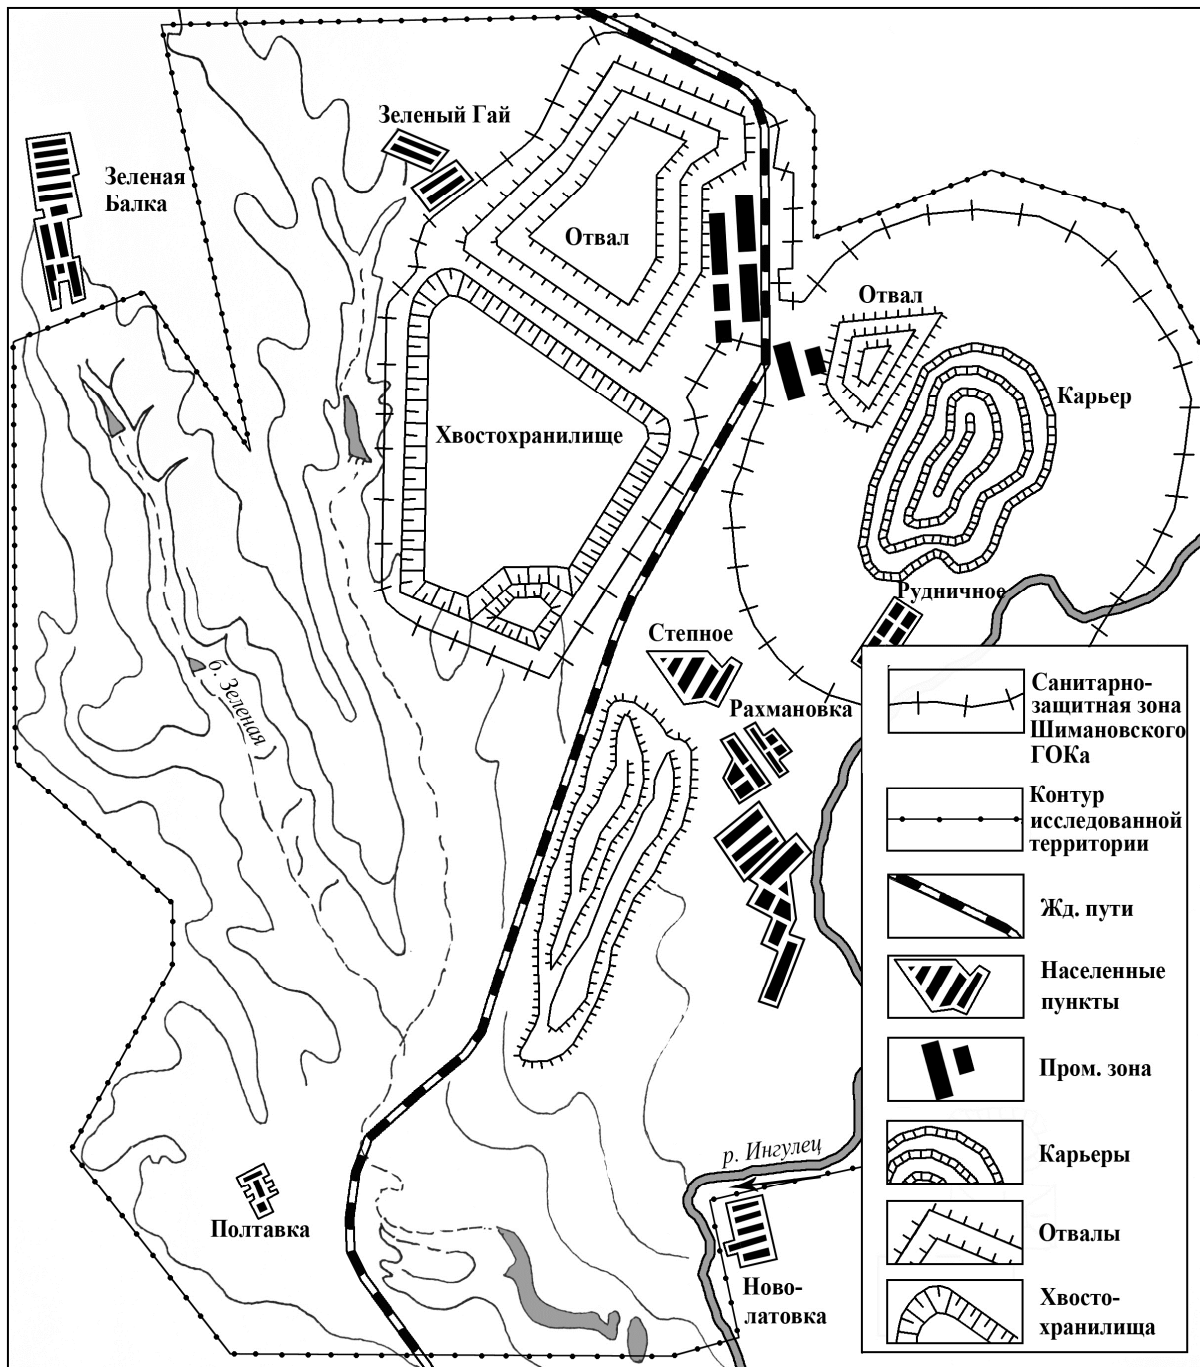 Зеленый Гай
Зеленая
Балка
Отвал
Отвал
Карьер
Хвостохранилище
Рудничное
Степное
Рахмановка
б. Зеленая
р. Ингулец
Полтавка
Ново-
латовка
Санитарно-
защитная зона
Шимановского
ГОКа
Контур
исследованной
территории
Жд. пути
Населенные
пункты
Пром. зона
Карьеры
Отвалы
Хвосто-
хранилища